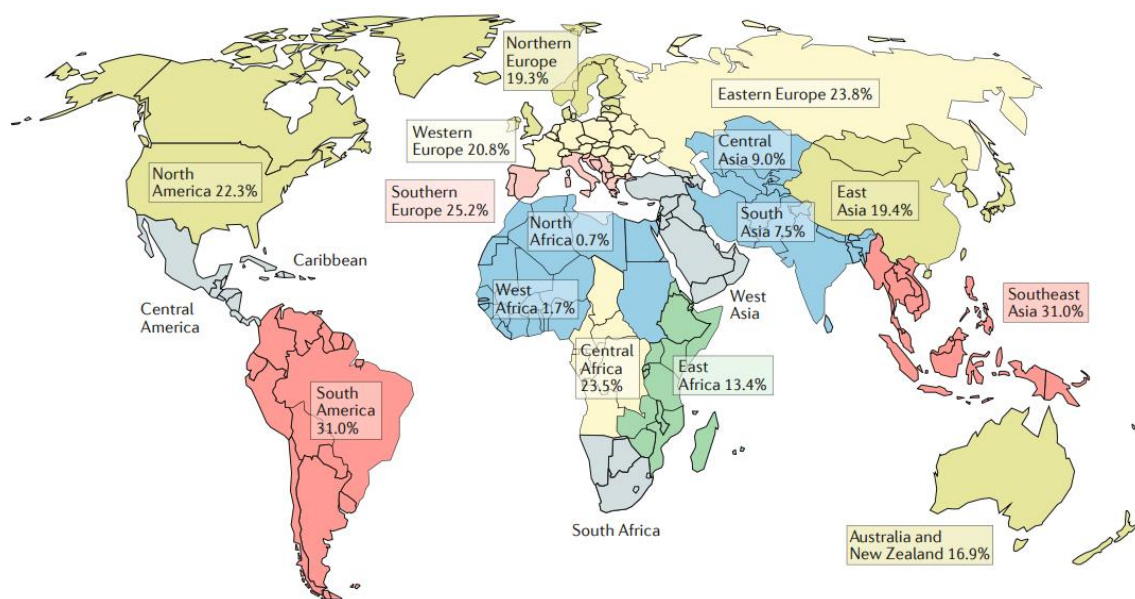 Northern
Europe
19.3%
Eastern Europe 23.8%
Western
Europe 20.8%
Central
Asia 9.0%
North
America 22.3%
Southern
Europe 25.2%
East
Asia 19.4%
South
Asia 7.5%
North
Africa 0.7%
Caribbean
West
Africa 1.7%
West
Asia
Southeast
Asia 31.0%
Central
America
Central
Africa
23.5%
East
Africa 13.4%
South
America
31.0%
South Africa
Australia and
New Zealand 16.9%